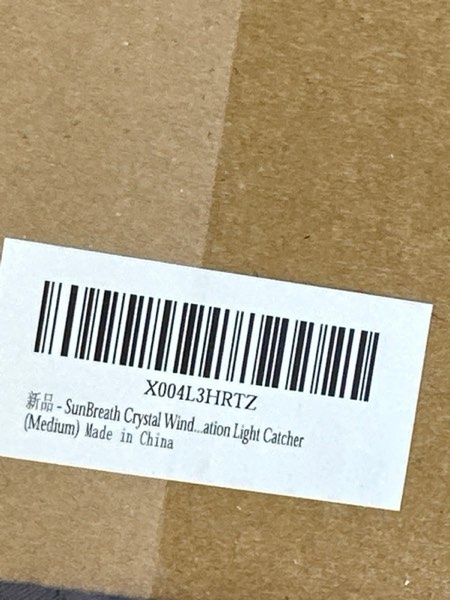 X004L3HRTZ
新品 - SunBreath Crystal Wind...ation Light Catcher
(Medium) Made in China